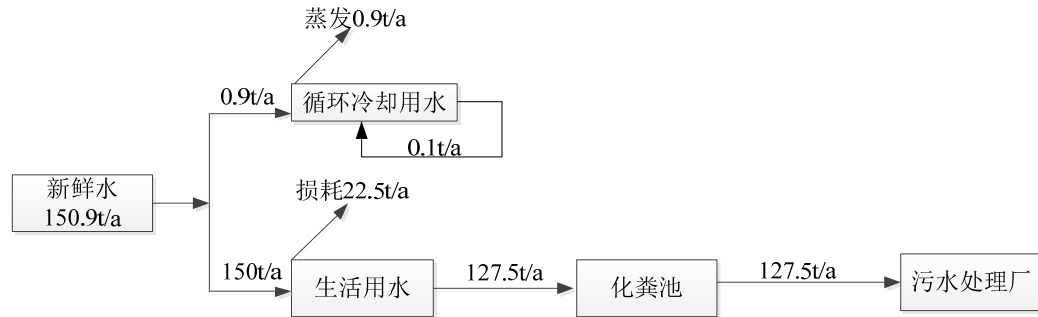 蒸发0.9t/a
0.9t/a
循环冷却用水
0.1t/a
新鲜水
150.9t/a
损耗22.5t/a
150t/a
生活用水
127.5t/a
化粪池
127.5t/a
污水处理厂